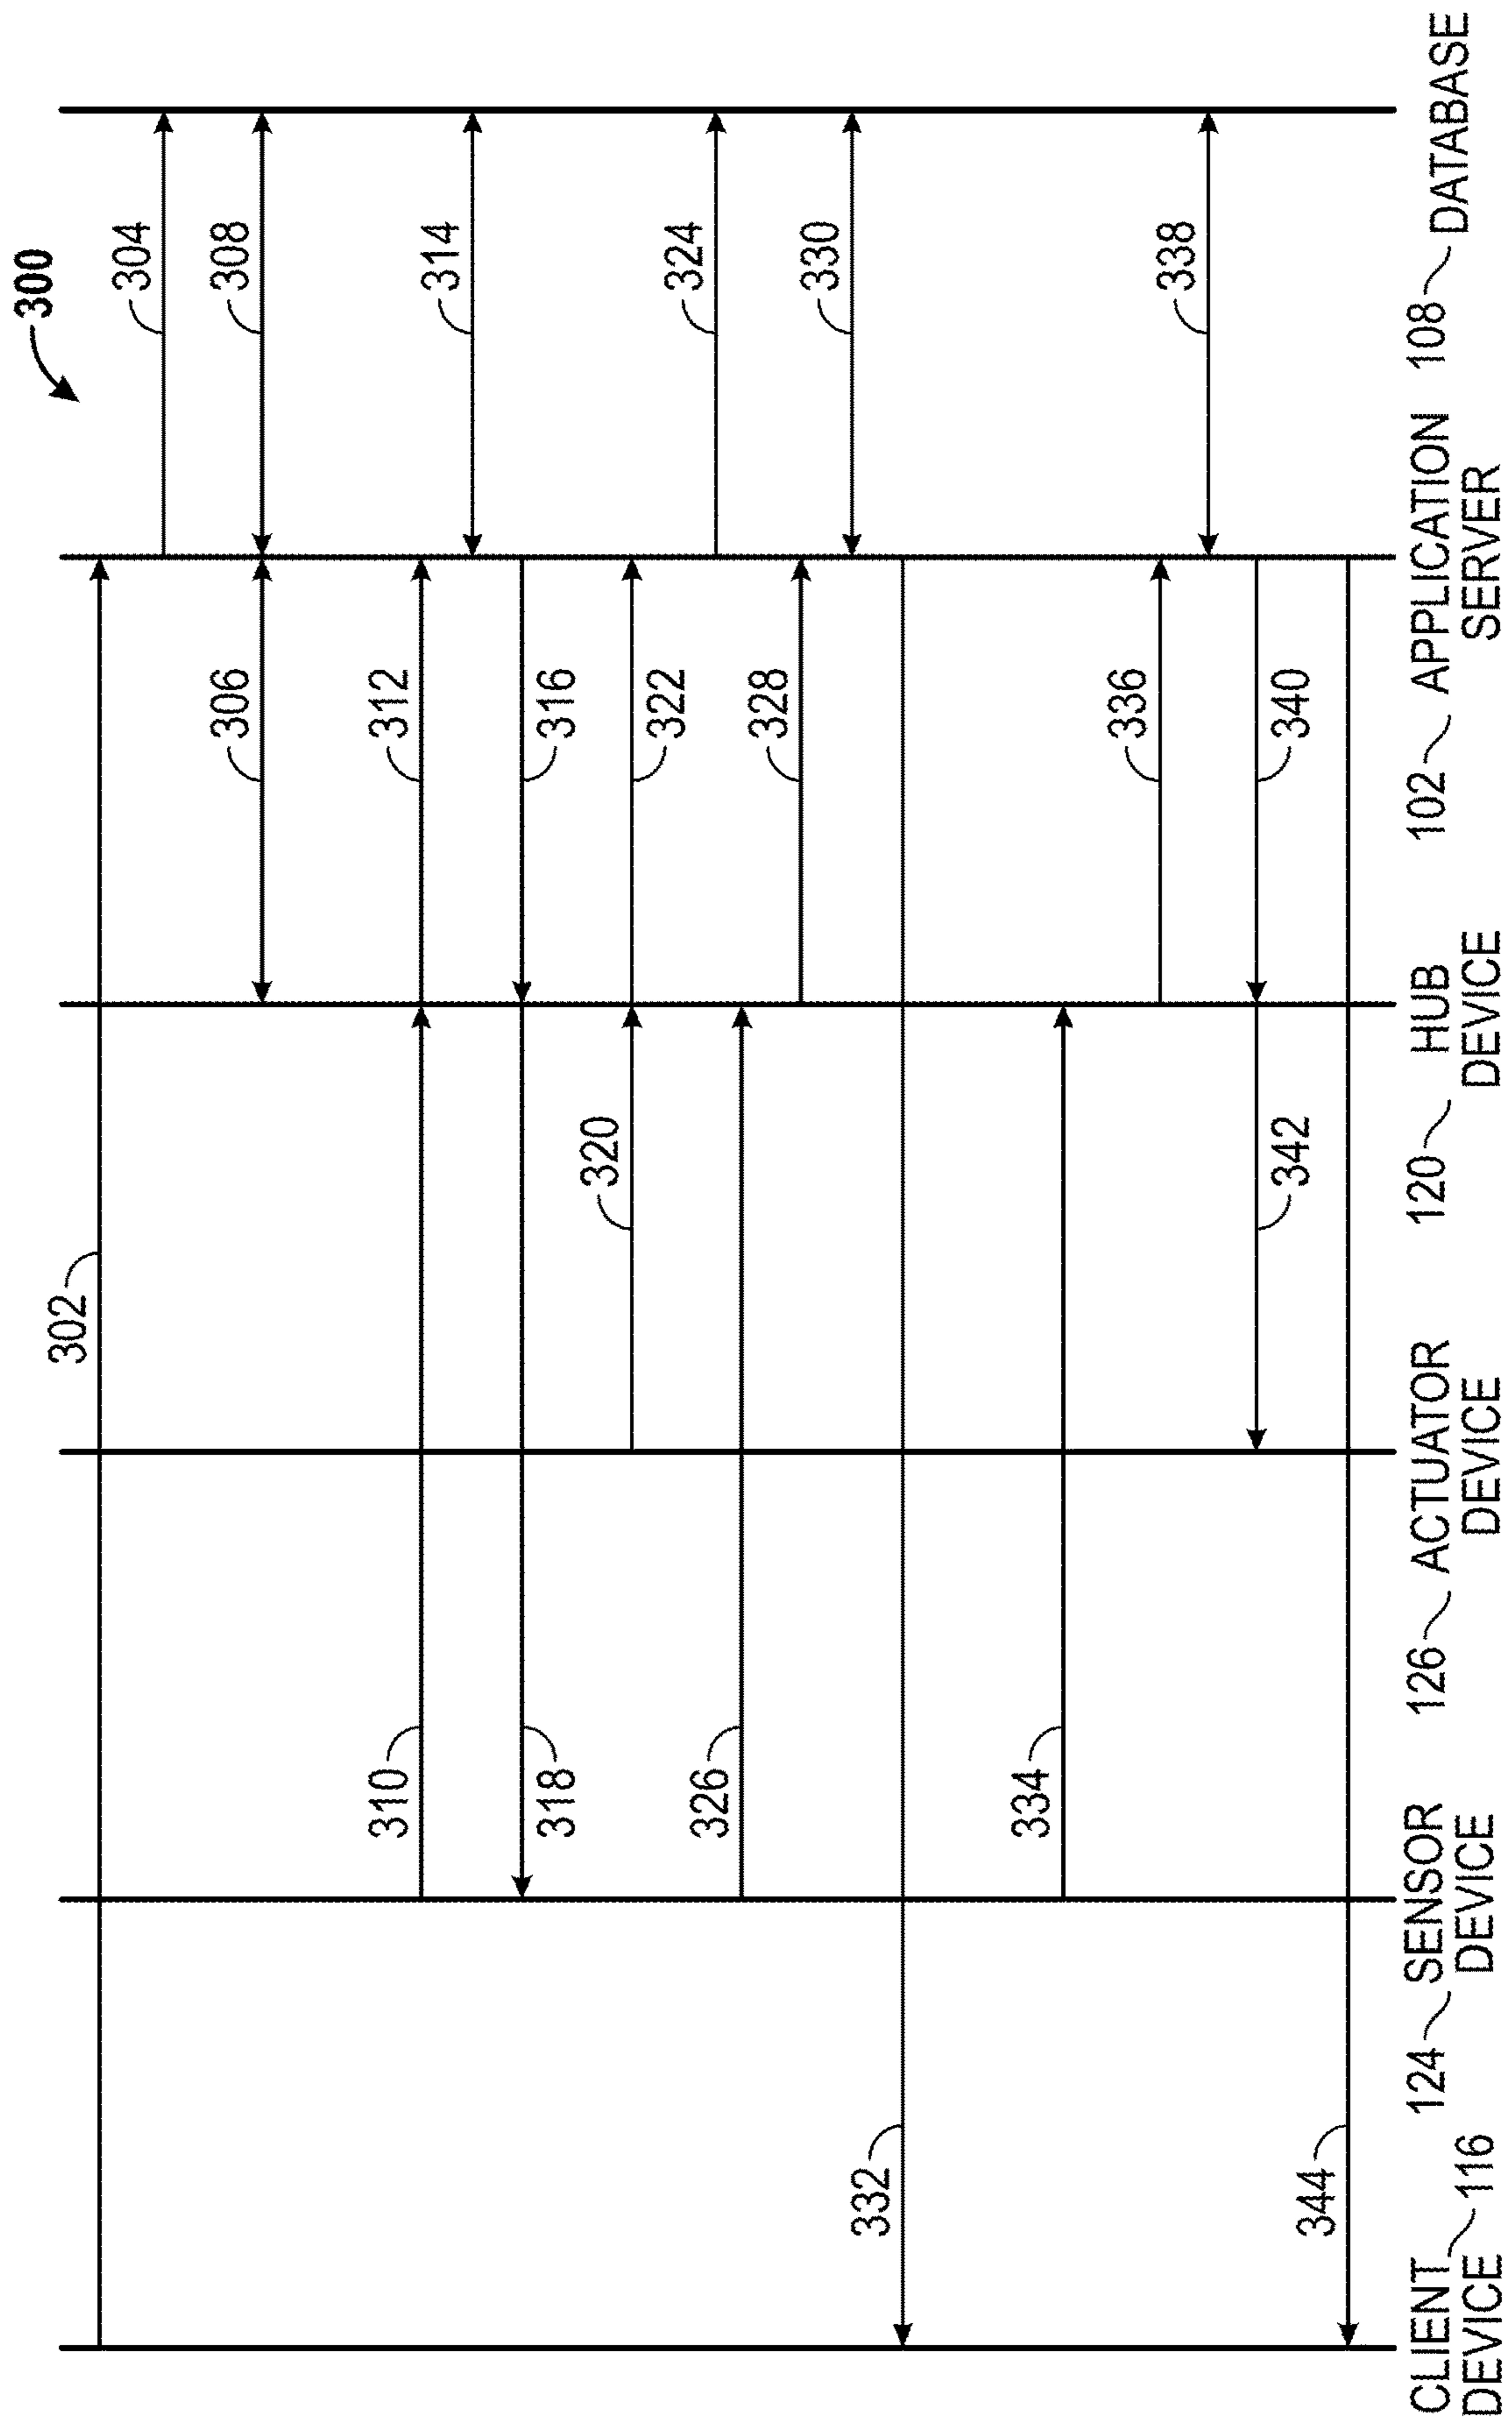 300
302
304
306
308
310
312
314
316
318
320
322
324
326
328
330
332
334
336
338
340
342
344
CLIENT
DEVICE 116
124 SENSOR
DEVICE
126 ACTUATOR
DEVICE
120 HUB
DEVICE
102 APPLICATION
SERVER
108 DATABASE